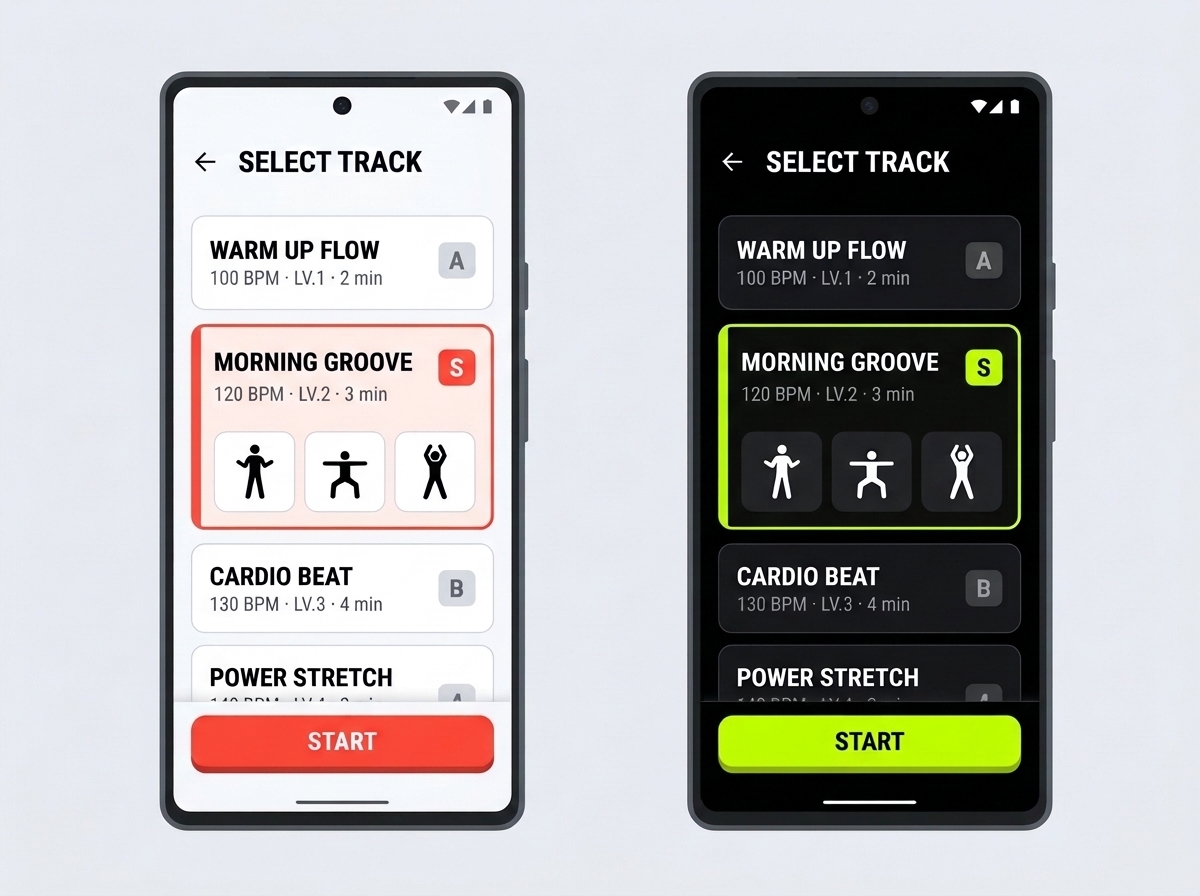 SELECT TRACK
WARM UP FLOW
100 BPM · LV.1 · 2 min
A
MORNING GROOVE
120 BPM · LV.2 · 3 min
S
CARDIO BEAT
130 BPM · LV.3 · 4 min
B
POWER STRETCH
START
SELECT TRACK
WARM UP FLOW
100 BPM · LV.1 · 2 min
A
MORNING GROOVE
120 BPM · LV.2 · 3 min
S
CARDIO BEAT
130 BPM · LV.3 · 4 min
B
POWER STRETCH
START